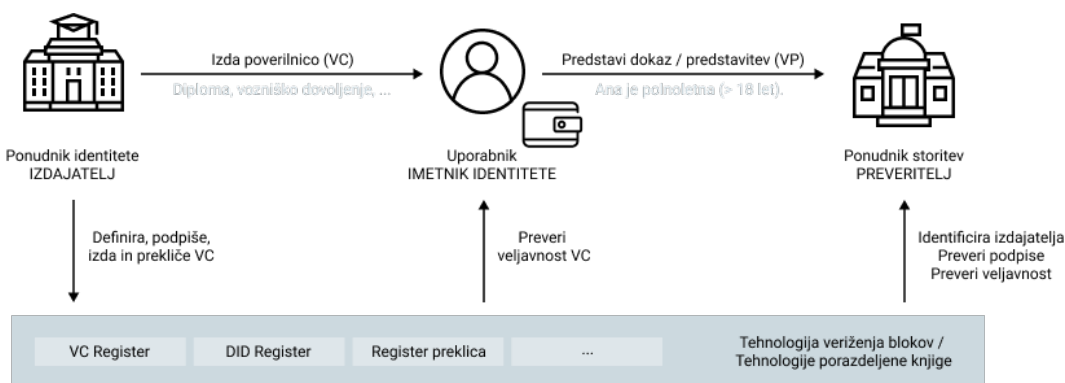 Izda poverilnico (VC)
Diploma, vozniško dovoljenje, ...
Predstavi dokaz / predstavitev (VP)
Ana je polnoletna (> 18 let).
Ponudnik identitete
IZDAJATELJ
Uporabnik
IMETNIK IDENTITETE
Ponudnik storitev
PREVERITELJ
Definira, podpiše,
izda in prekliče VC
Preveri
veljavnost VC
Identificira izdajatelja
Preveri podpise
Preveri veljavnost
VC Register
DID Register
Register preklica
...
Tehnologija veriženja blokov /
Tehnologije porazdeljene knjige